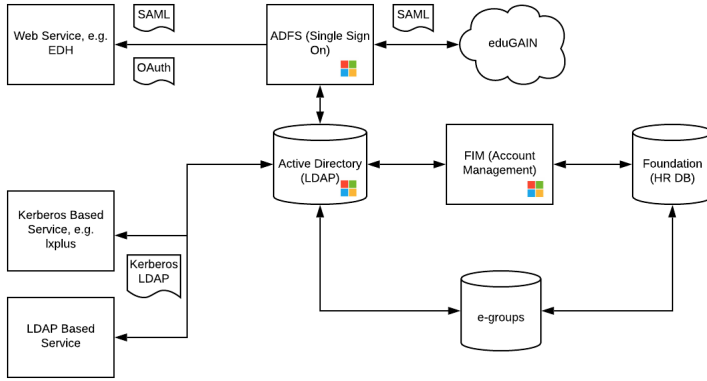 SAML
SAML
Web Service, e.g.
EDH
ADFS (Single Sign
On)
eduGAIN
OAuth
Active Directory
(LDAP)
FIM (Account
Management)
Foundation
(HR DB)
Kerberos Based
Service, e.g.
lxplus
Kerberos
LDAP
e-groups
LDAP Based
Service